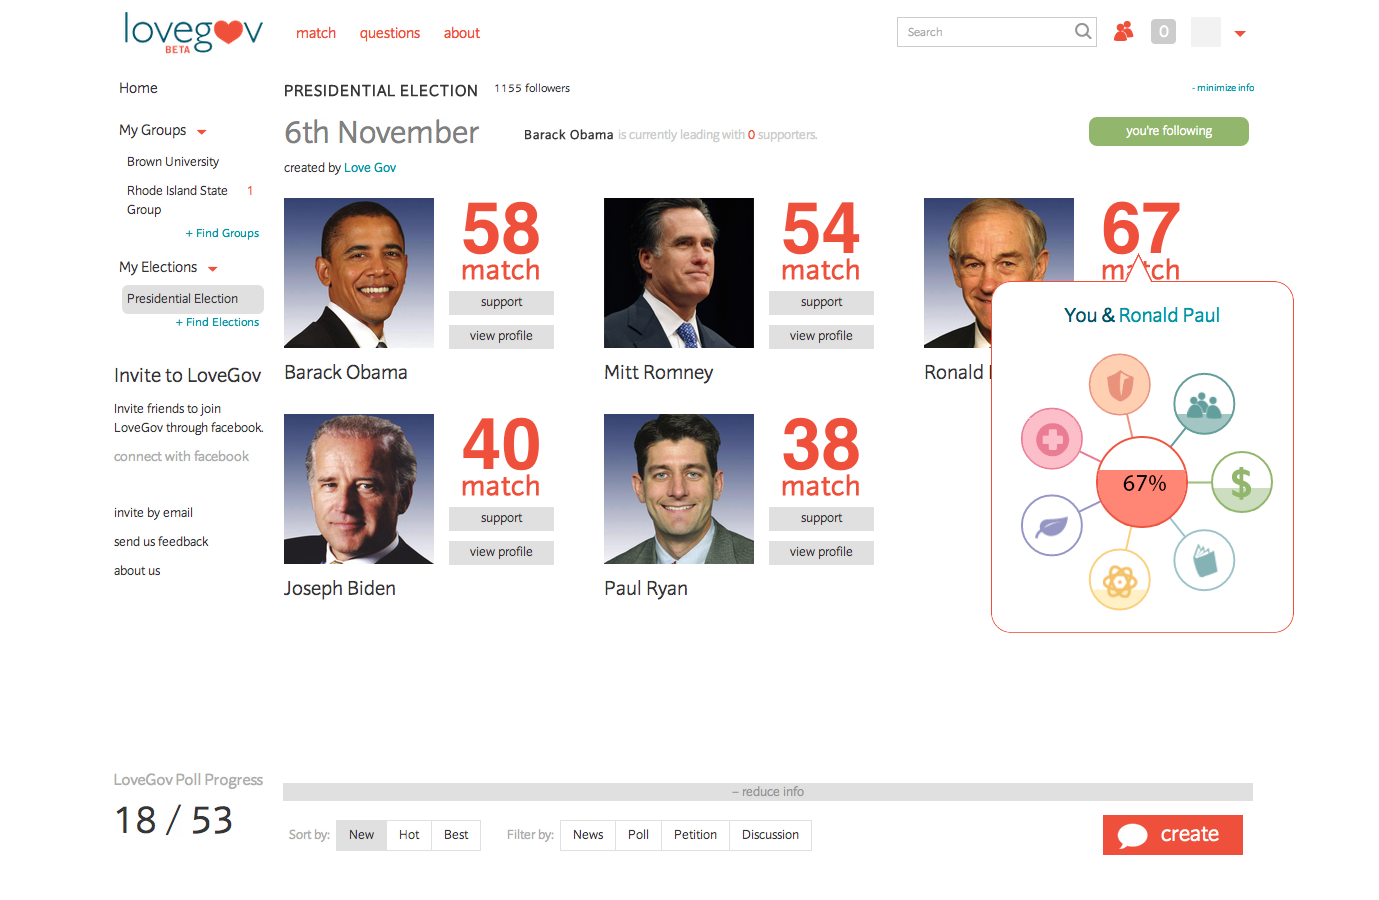 lovegov
BETA
match questions about
Search
0
Home
My Groups
Brown University
Rhode Island State 1
Group
+ Find Groups
My Elections
Presidential Election
+ Find Elections
Invite to LoveGov
Invite friends to join
LoveGov through facebook.
connect with facebook
invite by email
send us feedback
about us
PRESIDENTIAL ELECTION 1155 followers
- minimize info
6th November
Barack Obama is currently leading with 0 supporters.
you're following
created by Love Gov
58
match
support
view profile
Barack Obama
54
match
support
view profile
Mitt Romney
67
match
Ronald
You & Ronald Paul
$
67%
40
match
support
view profile
Joseph Biden
38
match
support
view profile
Paul Ryan
LoveGov Poll Progress
18 / 53
– reduce info
Sort by: New Hot Best Filter by: News Poll Petition Discussion
create